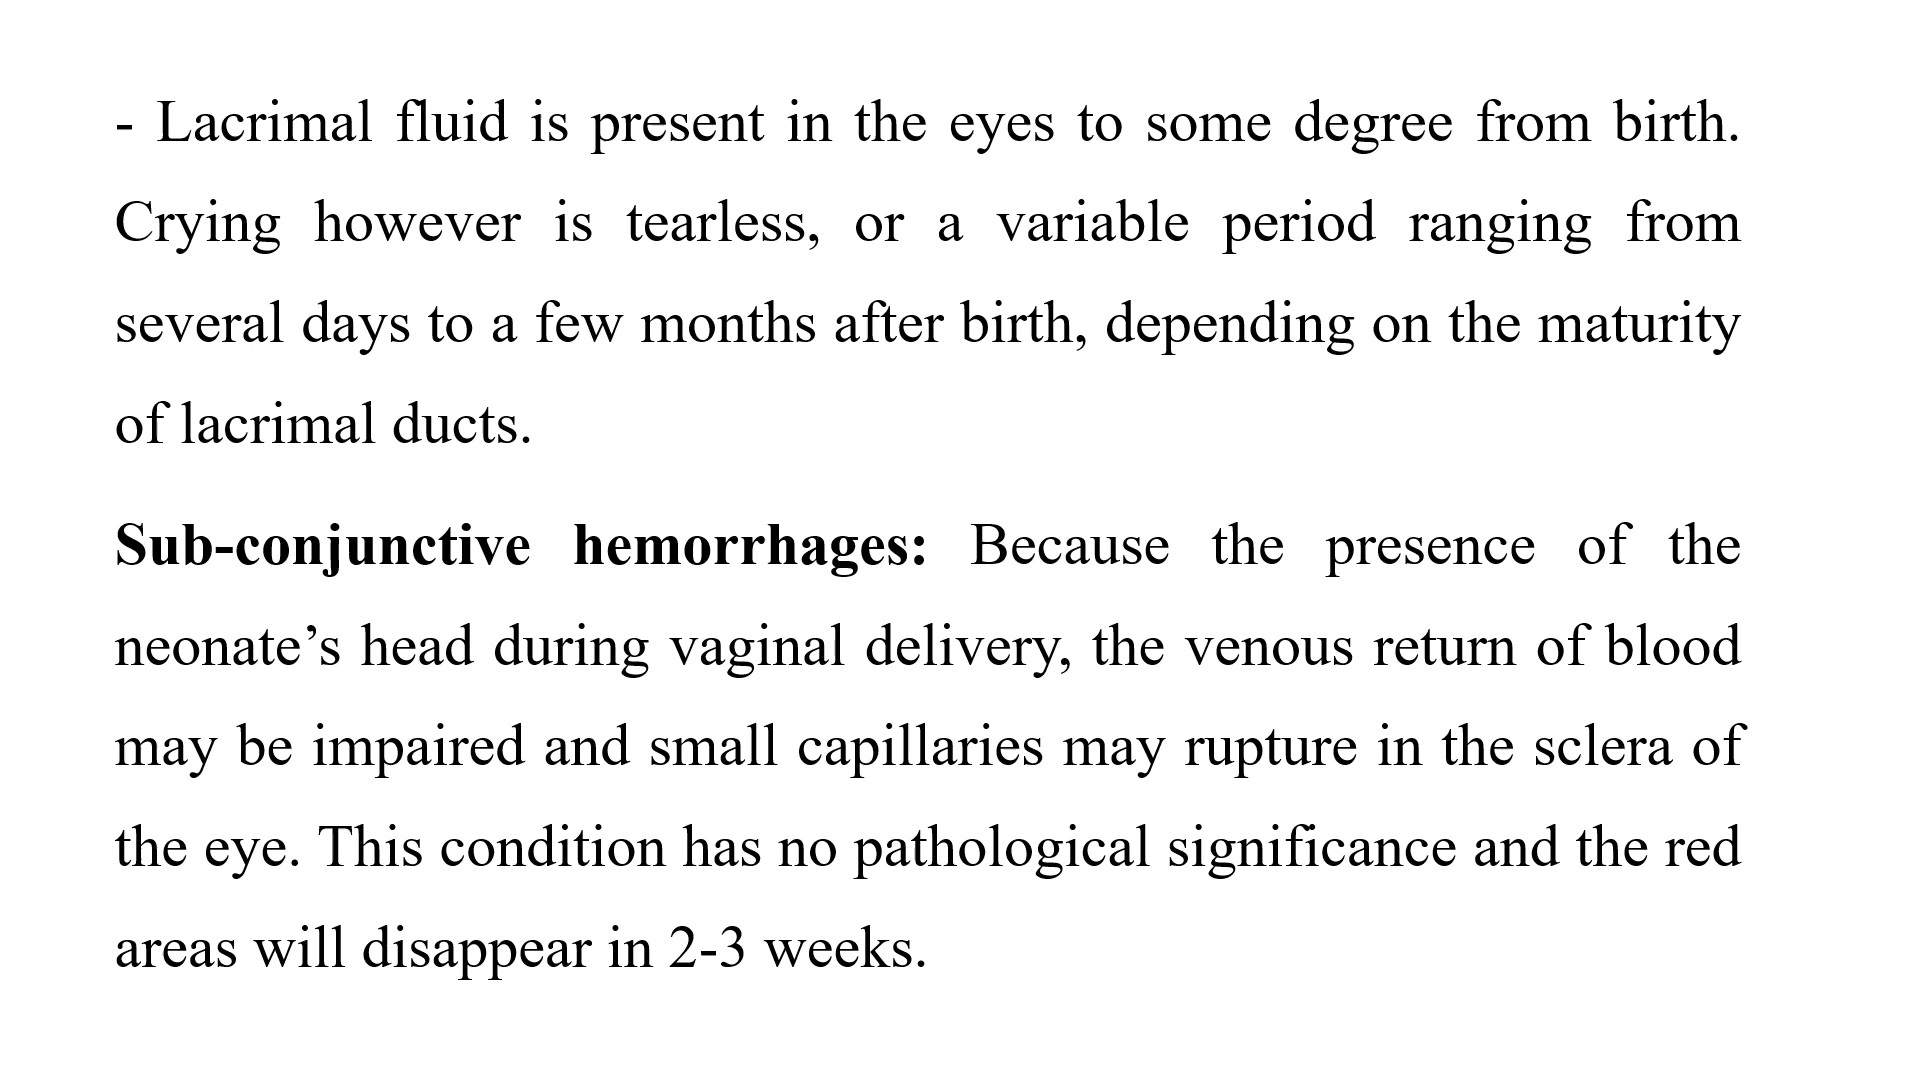 - Lacrimal fluid is present in the eyes to some degree from birth.
Crying however is tearless, or a variable period ranging from
several days to a few months after birth, depending on the maturity
of lacrimal ducts.
Sub-conjunctive hemorrhages: Because the presence of the
neonate’s head during vaginal delivery, the venous return of blood
may be impaired and small capillaries may rupture in the sclera of
the eye. This condition has no pathological significance and the red
areas will disappear in 2-3 weeks.